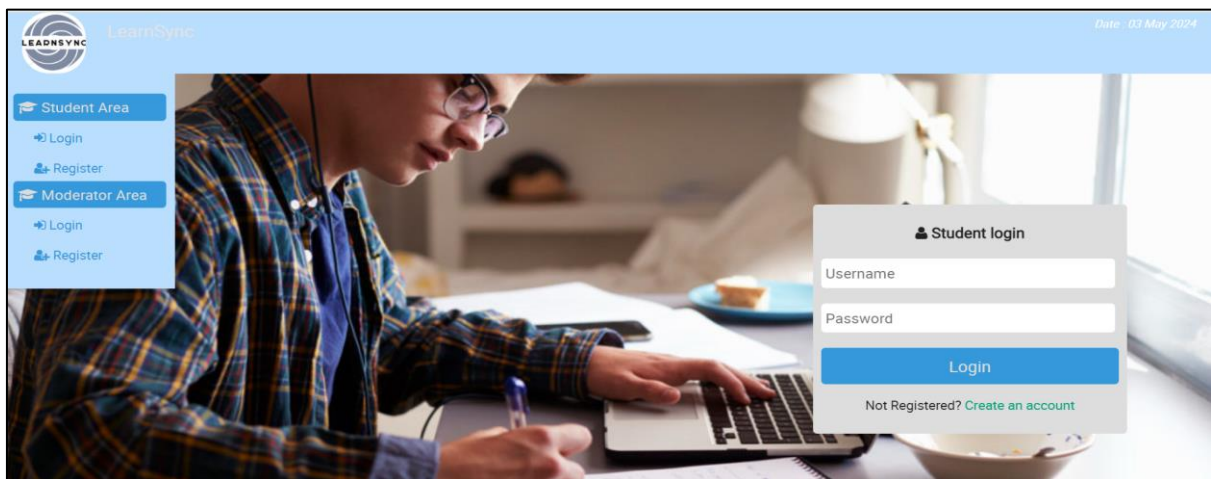 LEARNSYNC
LearnSync
Date : 03 May 2024
Student Area
Login
Register
Moderator Area
Login
Register
Student login
Username
Password
Login
Not Registered? Create an account